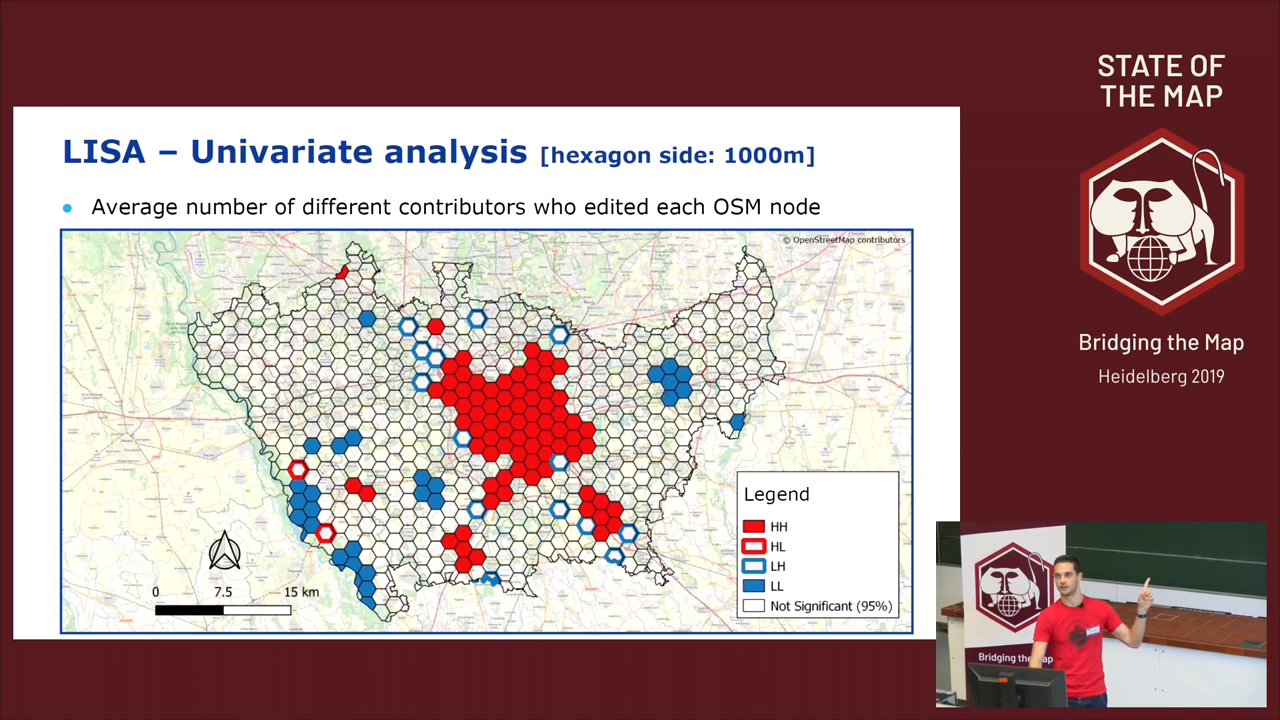 STATE OF
THE MAP
LISA – Univariate analysis [hexagon side: 1000m]
● Average number of different contributors who edited each OSM node
© OpenStreetMap contributors
Legend
HH
HL
LH
LL
Not Significant (95%)
0 7.5 15 km
Bridging the Map
Heidelberg 2019
Bridging the Map